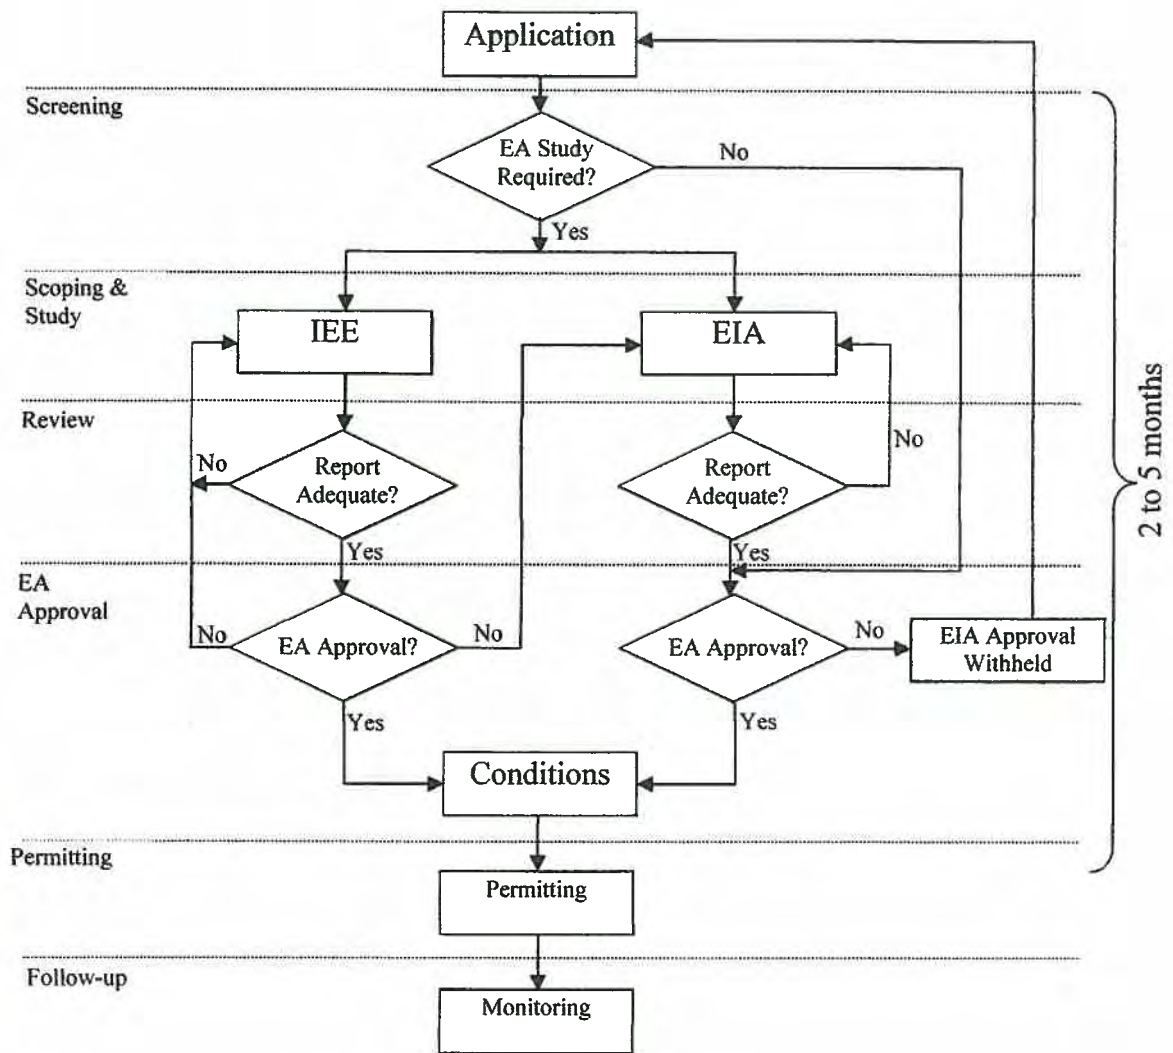 Application
Screening
EA Study
Required?
No
Yes
Scoping &
Study
IEE
EIA
2 to 5 months
Review
No
Report
Adequate?
Report
Adequate?
No
Yes
Yes
EA
Approval
No
EA Approval?
No
EA Approval?
No
EIA Approval
Withheld
Yes
Yes
Conditions
Permitting
Permitting
Follow-up
Monitoring